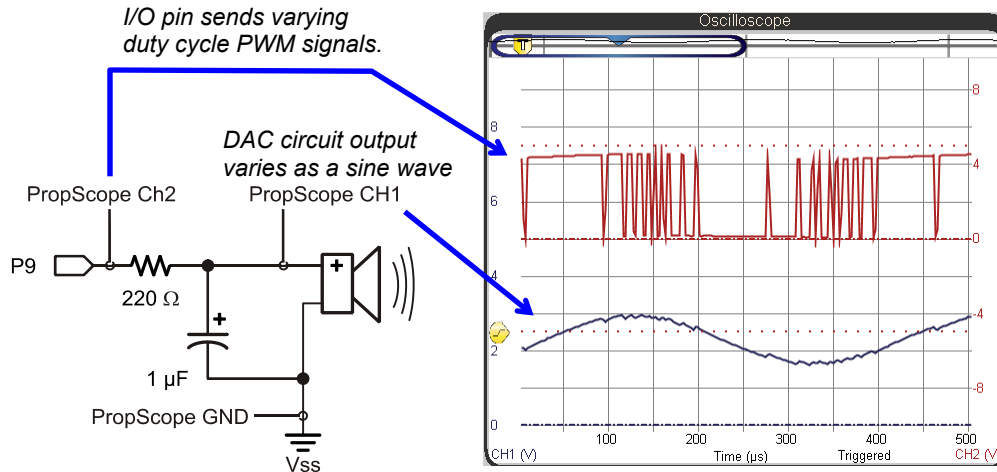 I/O pin sends varying
duty cycle PWM signals.
DAC circuit output
varies as a sine wave
PropScope Ch2
PropScope CH1
P9
220 Ω
+
+
1 µF
PropScope GND
Vss
Oscilloscope
T
8
6
4
2
0
8
4
0
-4
-8
100
200
300
400
500
CH1 (V)
Time (µs)
Triggered
CH2 (V)